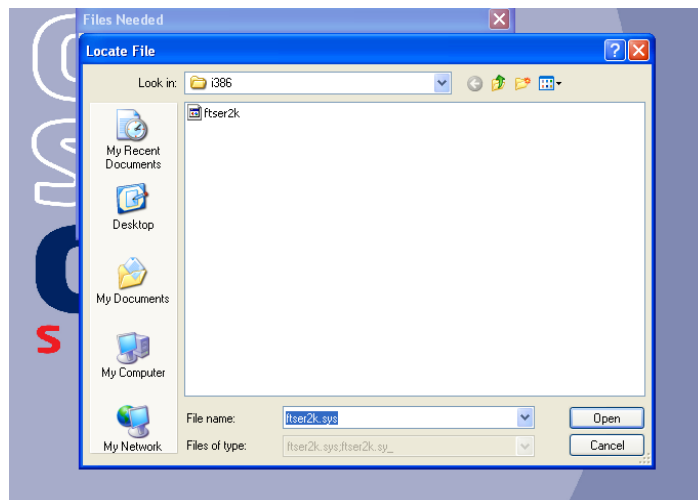 Files Needed
Locate File
Look in:
i386
ftser2k
My Recent
Documents
Desktop
My Documents
My Computer
My Network
File name:
ftser2k.sys
Open
Files of type:
ftser2k.sys;ftser2k.sy_
Cancel
S